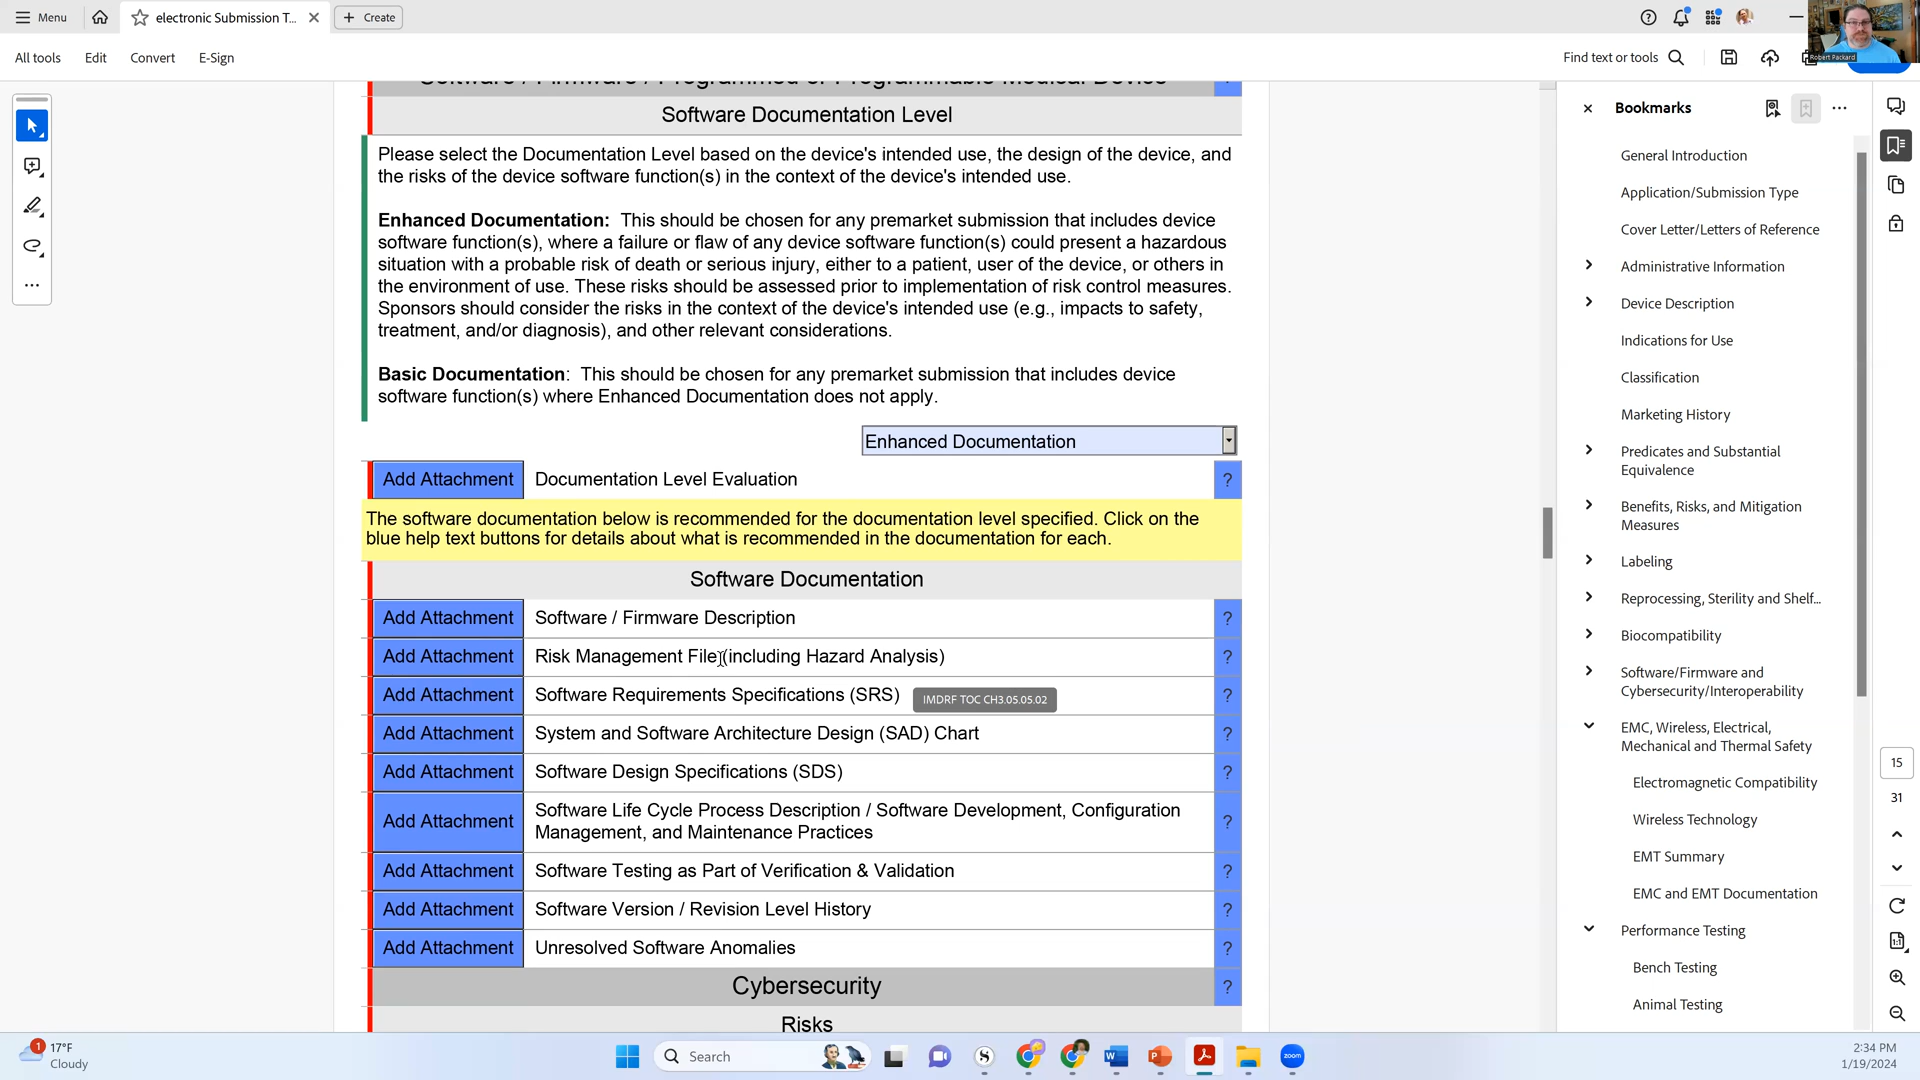 Menu
electronic Submission T...
Create
Robert Packard
All tools
Edit
Convert
E-Sign
Find text or tools
Software / Firmware / Programmed or Programmable Medical Device
Software Documentation Level
Please select the Documentation Level based on the device's intended use, the design of the device, and
the risks of the device software function(s) in the context of the device's intended use.
Enhanced Documentation: This should be chosen for any premarket submission that includes device
software function(s), where a failure or flaw of any device software function(s) could present a hazardous
situation with a probable risk of death or serious injury, either to a patient, user of the device, or others in
the environment of use. These risks should be assessed prior to implementation of risk control measures.
Sponsors should consider the risks in the context of the device's intended use (e.g., impacts to safety,
treatment, and/or diagnosis), and other relevant considerations.
Basic Documentation: This should be chosen for any premarket submission that includes device
software function(s) where Enhanced Documentation does not apply.
Enhanced Documentation
Add Attachment Documentation Level Evaluation ?
The software documentation below is recommended for the documentation level specified. Click on the
blue help text buttons for details about what is recommended in the documentation for each.
Software Documentation
Add Attachment Software / Firmware Description ?
Add Attachment Risk Management File (including Hazard Analysis) ?
Add Attachment Software Requirements Specifications (SRS) ?
IMDRF TOC CH3.05.05.02
Add Attachment System and Software Architecture Design (SAD) Chart ?
Add Attachment Software Design Specifications (SDS) ?
Add Attachment Software Life Cycle Process Description / Software Development, Configuration
Management, and Maintenance Practices ?
Add Attachment Software Testing as Part of Verification & Validation ?
Add Attachment Software Version / Revision Level History ?
Add Attachment Unresolved Software Anomalies ?
Cybersecurity ?
Risks
Bookmarks
General Introduction
Application/Submission Type
Cover Letter/Letters of Reference
Administrative Information
Device Description
Indications for Use
Classification
Marketing History
Predicates and Substantial
Equivalence
Benefits, Risks, and Mitigation
Measures
Labeling
Reprocessing, Sterility and Shelf...
Biocompatibility
Software/Firmware and
Cybersecurity/Interoperability
EMC, Wireless, Electrical,
Mechanical and Thermal Safety
Electromagnetic Compatibility
Wireless Technology
EMT Summary
EMC and EMT Documentation
Performance Testing
Bench Testing
Animal Testing
15
31
1
17°F
Cloudy
Search
zoom
2:34 PM
1/19/2024